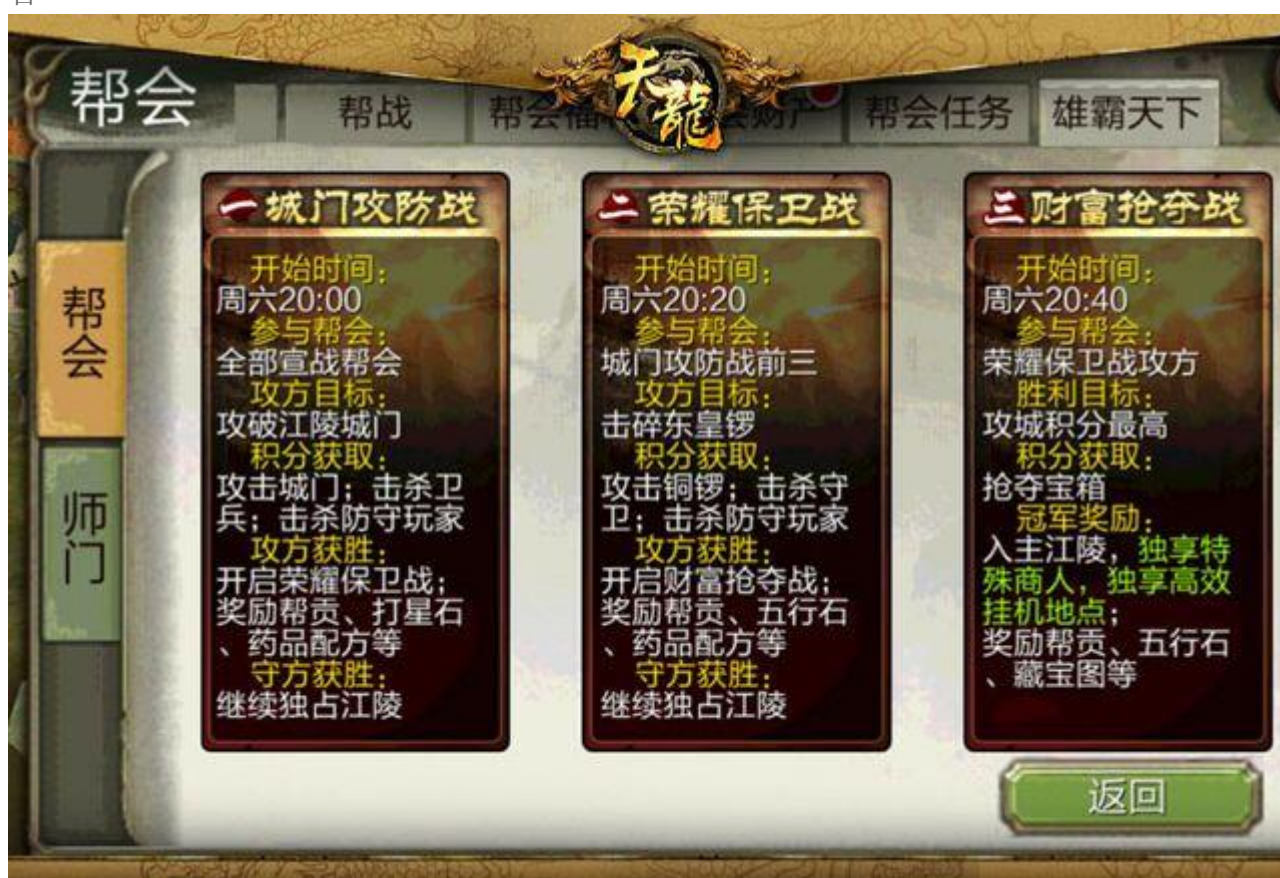 帮会
帮战
帮会福
会财产
帮会任务
雄霸天下
天龍
帮会
师门
一 城门攻防战
开始时间：
周六20:00
参与帮会：
全部宣战帮会
攻方目标：
攻破江陵城门
积分获取：
攻击城门；击杀卫
兵；击杀防守玩家
攻方获胜：
开启荣耀保卫战；
奖励帮贡、打星石
、药品配方等
守方获胜：
继续独占江陵
二 荣耀保卫战
开始时间：
周六20:20
参与帮会：
城门攻防战前三
攻方目标：
击碎东皇锣
积分获取：
攻击铜锣；击杀守
卫；击杀防守玩家
攻方获胜：
开启财富抢夺战；
奖励帮贡、五行石
、药品配方等
守方获胜：
继续独占江陵
三 财富抢夺战
开始时间：
周六20:40
参与帮会：
荣耀保卫战攻方
胜利目标：
攻城积分最高
积分获取：
抢夺宝箱
冠军奖励：
入主江陵，独享特
殊商人，独享高效
挂机地点；
奖励帮贡、五行石
、藏宝图等
返回